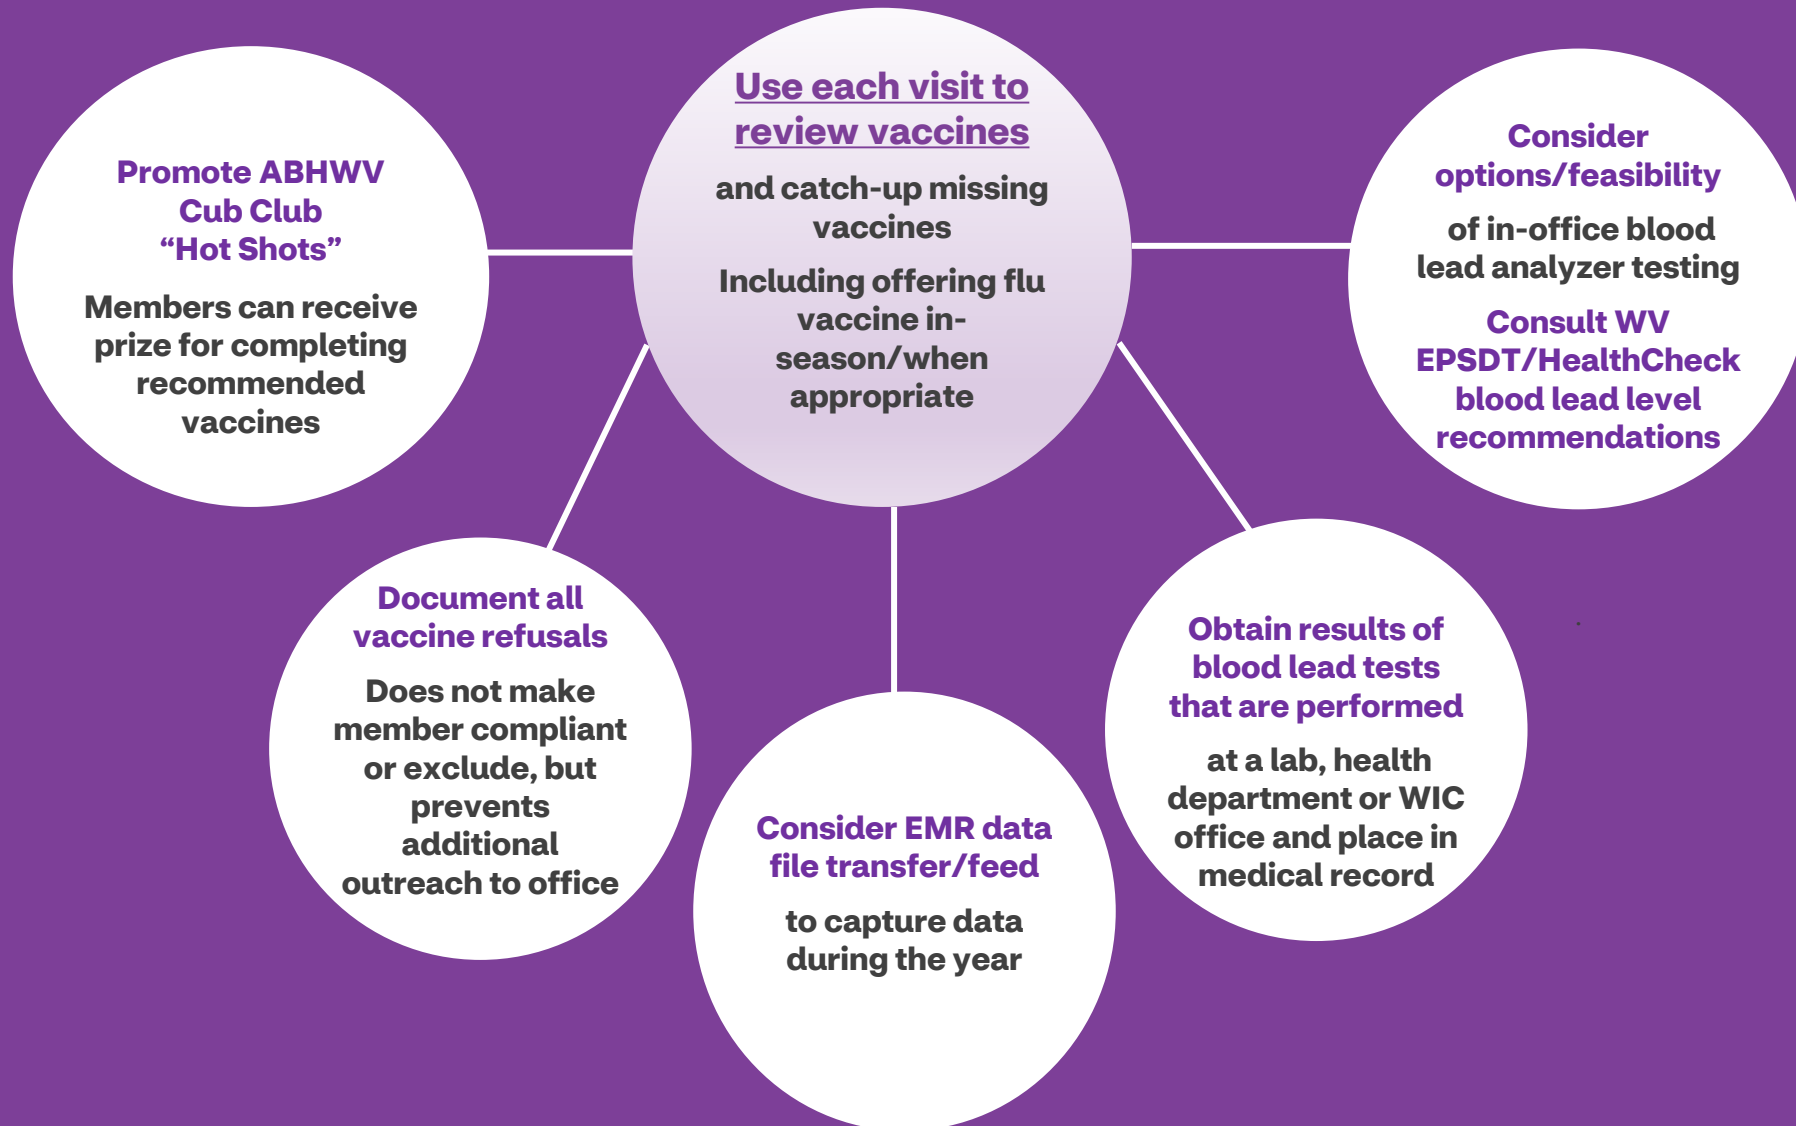 Use each visit to
review vaccines
and catch-up missing
vaccines
Including offering flu
vaccine in-
season/when
appropriate
Promote ABHWV
Cub Club
“Hot Shots”
Members can receive
prize for completing
recommended
vaccines
Document all
vaccine refusals
Does not make
member compliant
or exclude, but
prevents
additional
outreach to office
Consider EMR data
file transfer/feed
to capture data
during the year
Obtain results of
blood lead tests
that are performed
at a lab, health
department or WIC
office and place in
medical record
Consider
options/feasibility
of in-office blood
lead analyzer testing
Consult WV
EPSDT/HealthCheck
blood lead level
recommendations